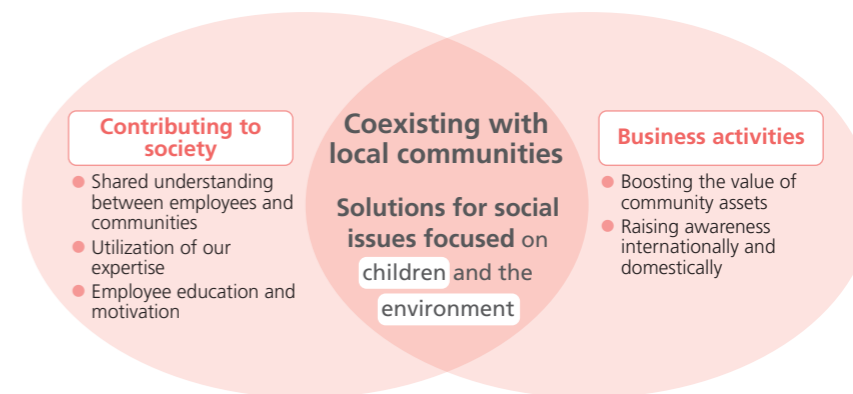 Contributing to
society
Shared understanding
between employees and
communities
Utilization of our
expertise
Employee education and
motivation
Coexisting with
local communities
Solutions for social
issues focused on
children and the
environment
Business activities
Boosting the value of
community assets
Raising awareness
internationally and
domestically